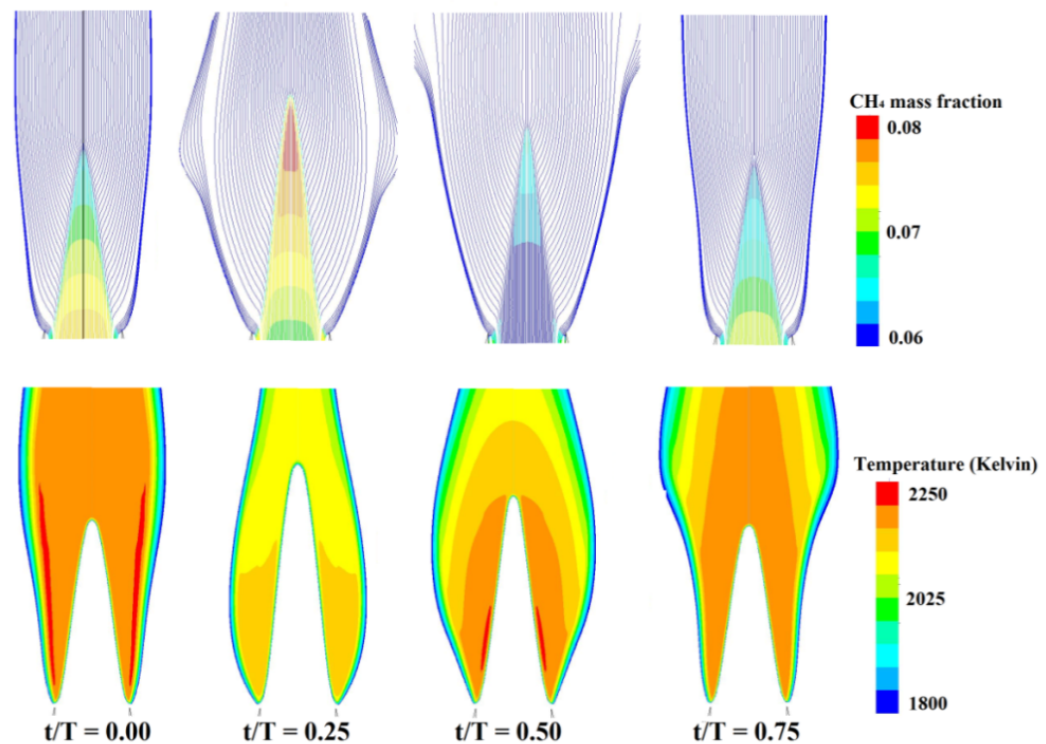 CH₄ mass fraction
0.08
0.07
0.06
Temperature (Kelvin)
2250
2025
1800
t/T = 0.00 t/T = 0.25 t/T = 0.50 t/T = 0.75